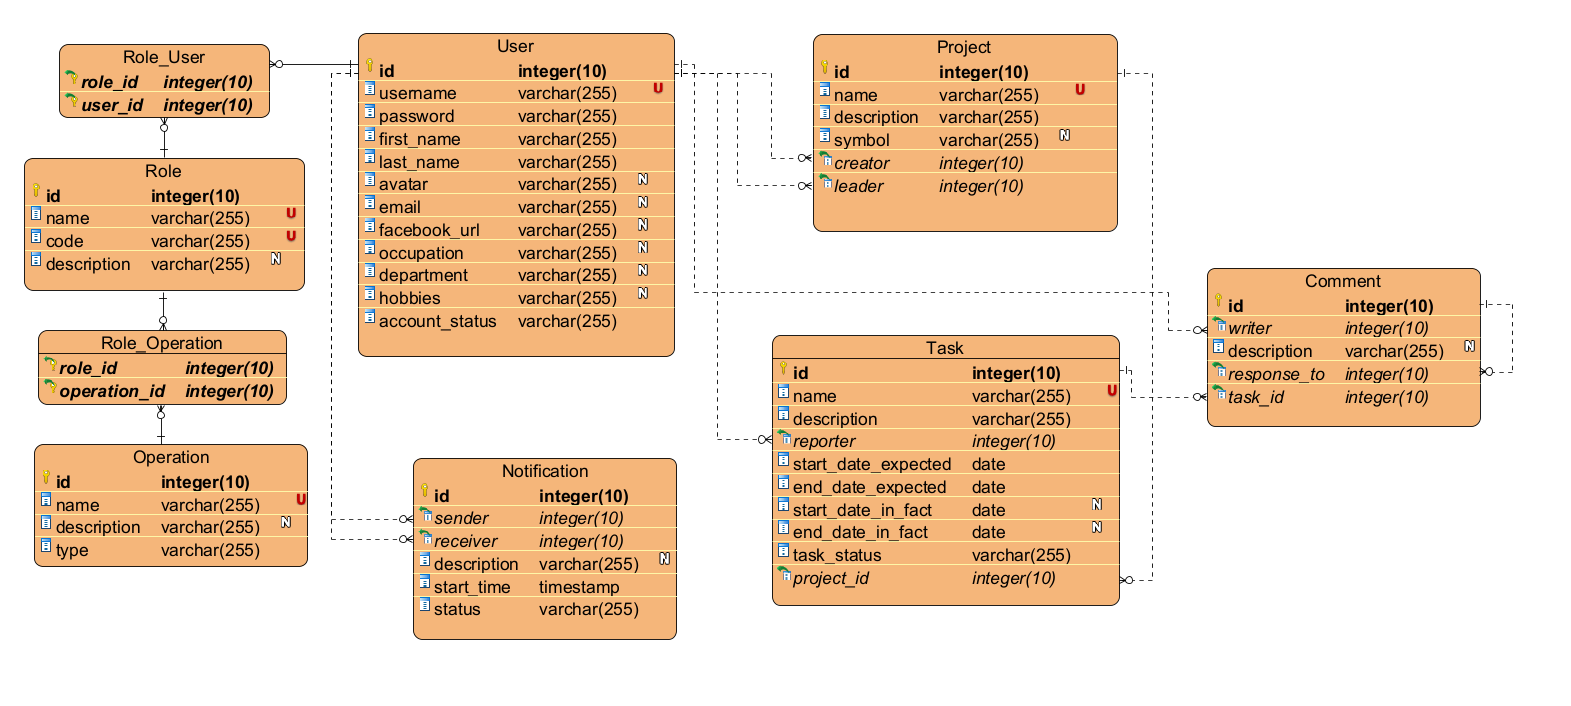 Role_User
role_id integer(10)
user_id integer(10)
Role
id integer(10)
name varchar(255) U
code varchar(255) U
description varchar(255) N
Role_Operation
role_id integer(10)
operation_id integer(10)
Operation
id integer(10)
name varchar(255) U
description varchar(255) N
type varchar(255)
User
id integer(10)
username varchar(255) U
password varchar(255)
first_name varchar(255)
last_name varchar(255)
avatar varchar(255) N
email varchar(255) N
facebook_url varchar(255) N
occupation varchar(255) N
department varchar(255) N
hobbies varchar(255) N
account_status varchar(255)
Notification
id integer(10)
sender integer(10)
receiver integer(10)
description varchar(255) N
start_time timestamp
status varchar(255)
Project
id integer(10)
name varchar(255) U
description varchar(255)
symbol varchar(255) N
creator integer(10)
leader integer(10)
Task
id integer(10)
name varchar(255) U
description varchar(255)
reporter integer(10)
start_date_expected date
end_date_expected date
start_date_in_fact date N
end_date_in_fact date N
task_status varchar(255)
project_id integer(10)
Comment
id integer(10)
writer integer(10)
description varchar(255) N
response_to integer(10)
task_id integer(10)